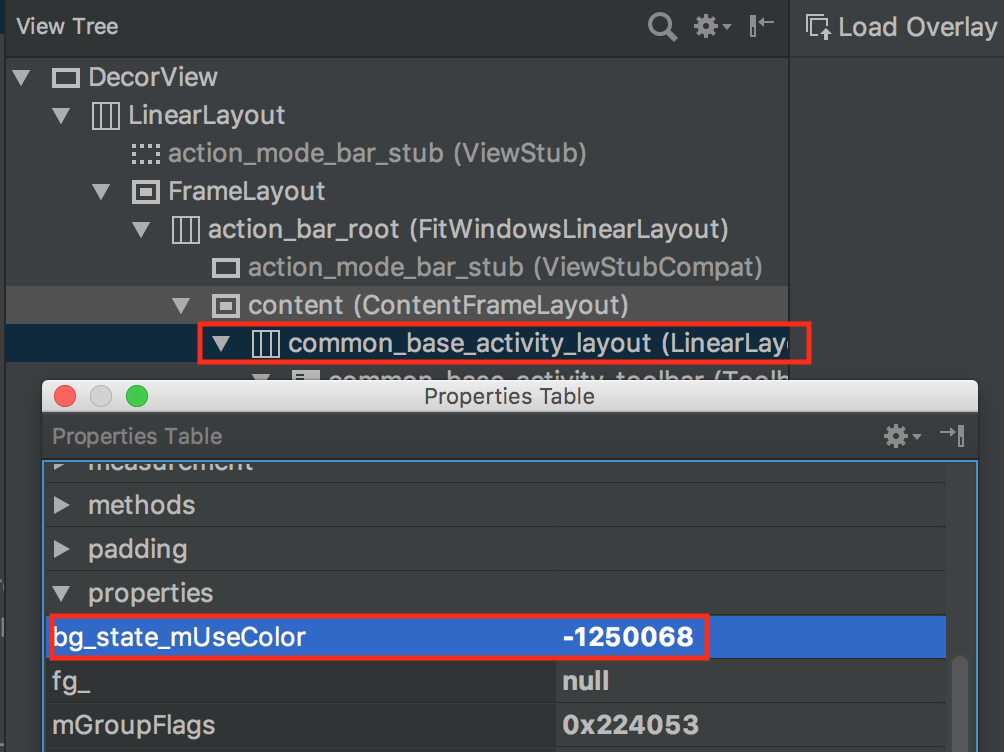 View Tree
Load Overlay
DecorView
LinearLayout
action_mode_bar_stub (ViewStub)
FrameLayout
action_bar_root (FitWindowsLinearLayout)
action_mode_bar_stub (ViewStubCompat)
content (ContentFrameLayout)
common_base_activity_layout (LinearLay
common_base_activity_toolbar (Toolb
Properties Table
Properties Table
measurement
methods
padding
properties
bg_state_mUseColor -1250068
fg_ null
mGroupFlags 0x224053